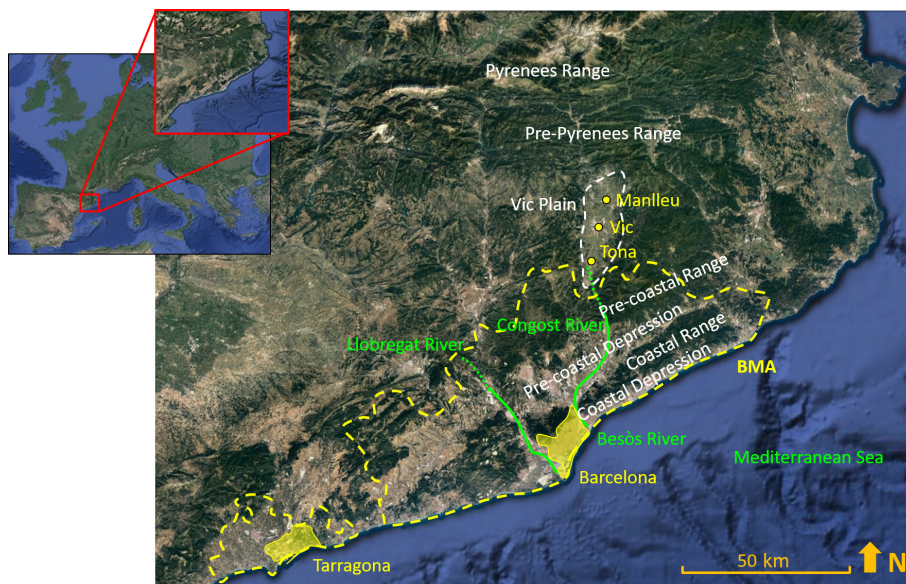 Pyrenees Range
Pre-Pyrenees Range
Vic Plain
Manlleu
Vic
Tona
Pre-coastal Range
Congost River
Llobregat River
Pre-coastal Depression
Coastal Range
Coastal Depression
BMA
Besòs River
Mediterranean Sea
Barcelona
Tarragona
50 km
N